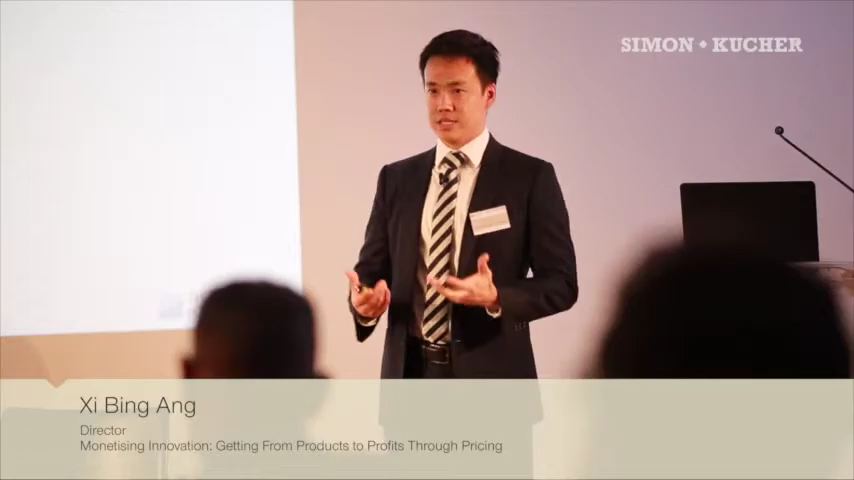 SIMON KUCHER
Xi Bing Ang
Director
Monetising Innovation: Getting From Products to Profits Through Pricing